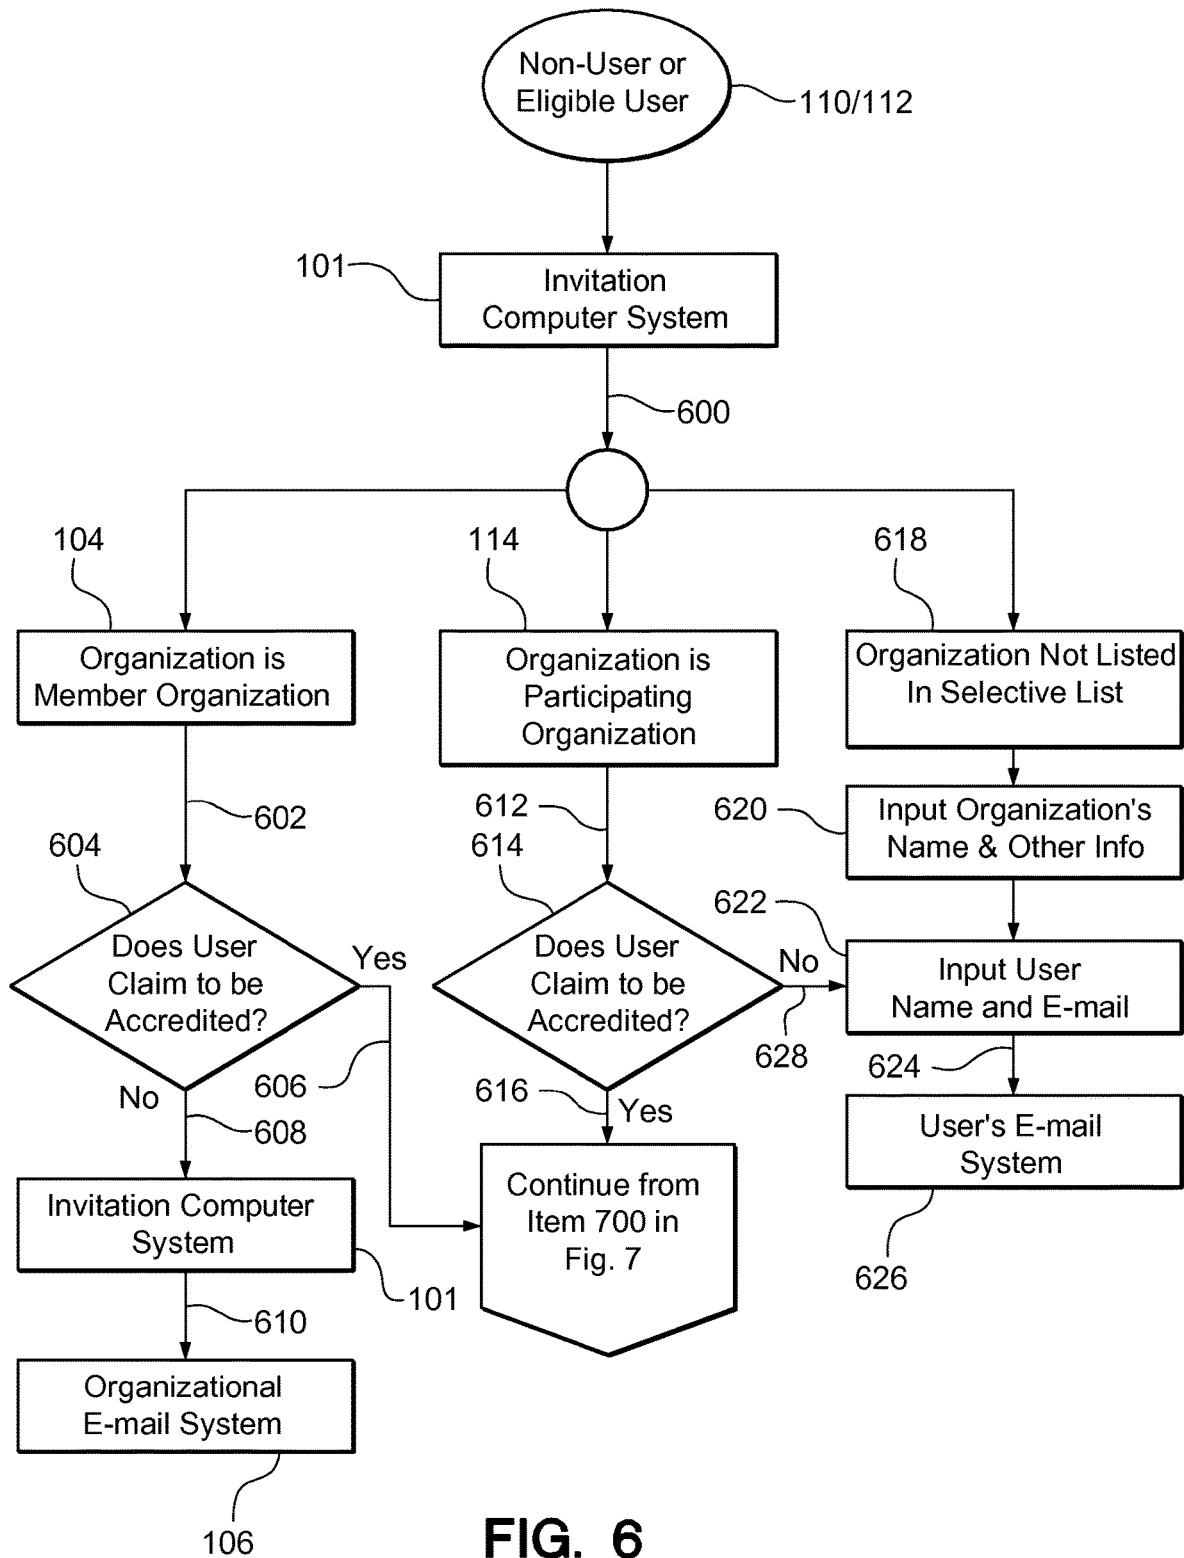 Non-User or
Eligible User
110/112
101
Invitation
Computer System
600
104
114
618
Organization is
Member Organization
Organization is
Participating
Organization
Organization Not Listed
In Selective List
602
612
620
Input Organization's
Name & Other Info
604
614
622
Does User
Claim to be
Accredited?
Yes
Does User
Claim to be
Accredited?
No
628
Input User
Name and E-mail
606
616
624
No
608
Yes
User's E-mail
System
626
Invitation Computer
System
101
Continue from
Item 700 in
Fig. 7
610
Organizational
E-mail System
106
FIG. 6